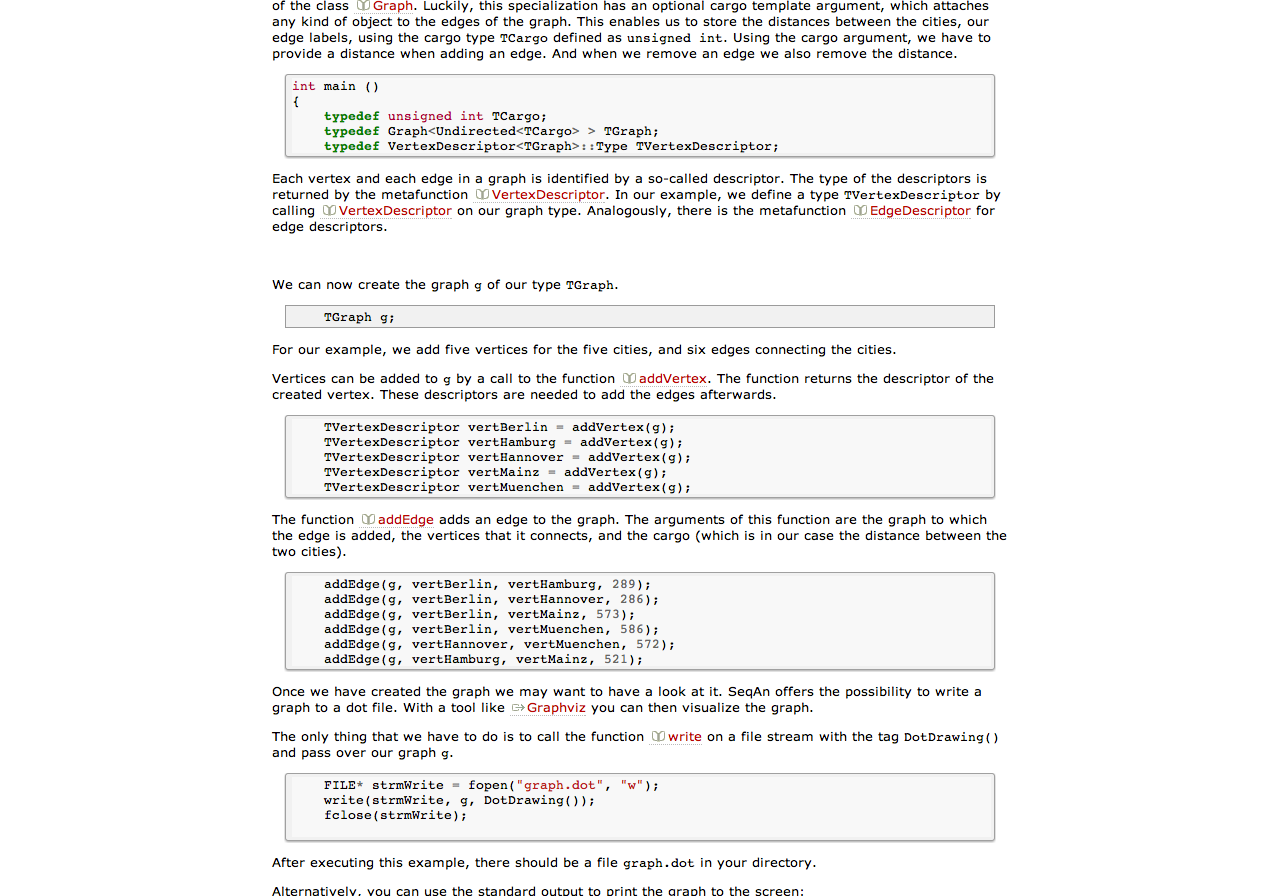 of the class Graph. Luckily, this specialization has an optional cargo template argument, which attaches
any kind of object to the edges of the graph. This enables us to store the distances between the cities, our
edge labels, using the cargo type TCargo defined as unsigned int. Using the cargo argument, we have to
provide a distance when adding an edge. And when we remove an edge we also remove the distance.
int main ()
{
    typedef unsigned int TCargo;
    typedef Graph<Undirected<TCargo> > TGraph;
    typedef VertexDescriptor<TGraph>::Type TVertexDescriptor;
Each vertex and each edge in a graph is identified by a so-called descriptor. The type of the descriptors is
returned by the metafunction VertexDescriptor. In our example, we define a type TVertexDescriptor by
calling VertexDescriptor on our graph type. Analogously, there is the metafunction EdgeDescriptor for
edge descriptors.
We can now create the graph g of our type TGraph.
    TGraph g;
For our example, we add five vertices for the five cities, and six edges connecting the cities.
Vertices can be added to g by a call to the function addVertex. The function returns the descriptor of the
created vertex. These descriptors are needed to add the edges afterwards.
    TVertexDescriptor vertBerlin = addVertex(g);
    TVertexDescriptor vertHamburg = addVertex(g);
    TVertexDescriptor vertHannover = addVertex(g);
    TVertexDescriptor vertMainz = addVertex(g);
    TVertexDescriptor vertMuenchen = addVertex(g);
The function addEdge adds an edge to the graph. The arguments of this function are the graph to which
the edge is added, the vertices that it connects, and the cargo (which is in our case the distance between the
two cities).
    addEdge(g, vertBerlin, vertHamburg, 289);
    addEdge(g, vertBerlin, vertHannover, 286);
    addEdge(g, vertBerlin, vertMainz, 573);
    addEdge(g, vertBerlin, vertMuenchen, 586);
    addEdge(g, vertHannover, vertMuenchen, 572);
    addEdge(g, vertHamburg, vertMainz, 521);
Once we have created the graph we may want to have a look at it. SeqAn offers the possibility to write a
graph to a dot file. With a tool like Graphviz you can then visualize the graph.
The only thing that we have to do is to call the function write on a file stream with the tag DotDrawing()
and pass over our graph g.
    FILE* strmWrite = fopen("graph.dot", "w");
    write(strmWrite, g, DotDrawing());
    fclose(strmWrite);
After executing this example, there should be a file graph.dot in your directory.
Alternatively, you can use the standard output to print the graph to the screen: